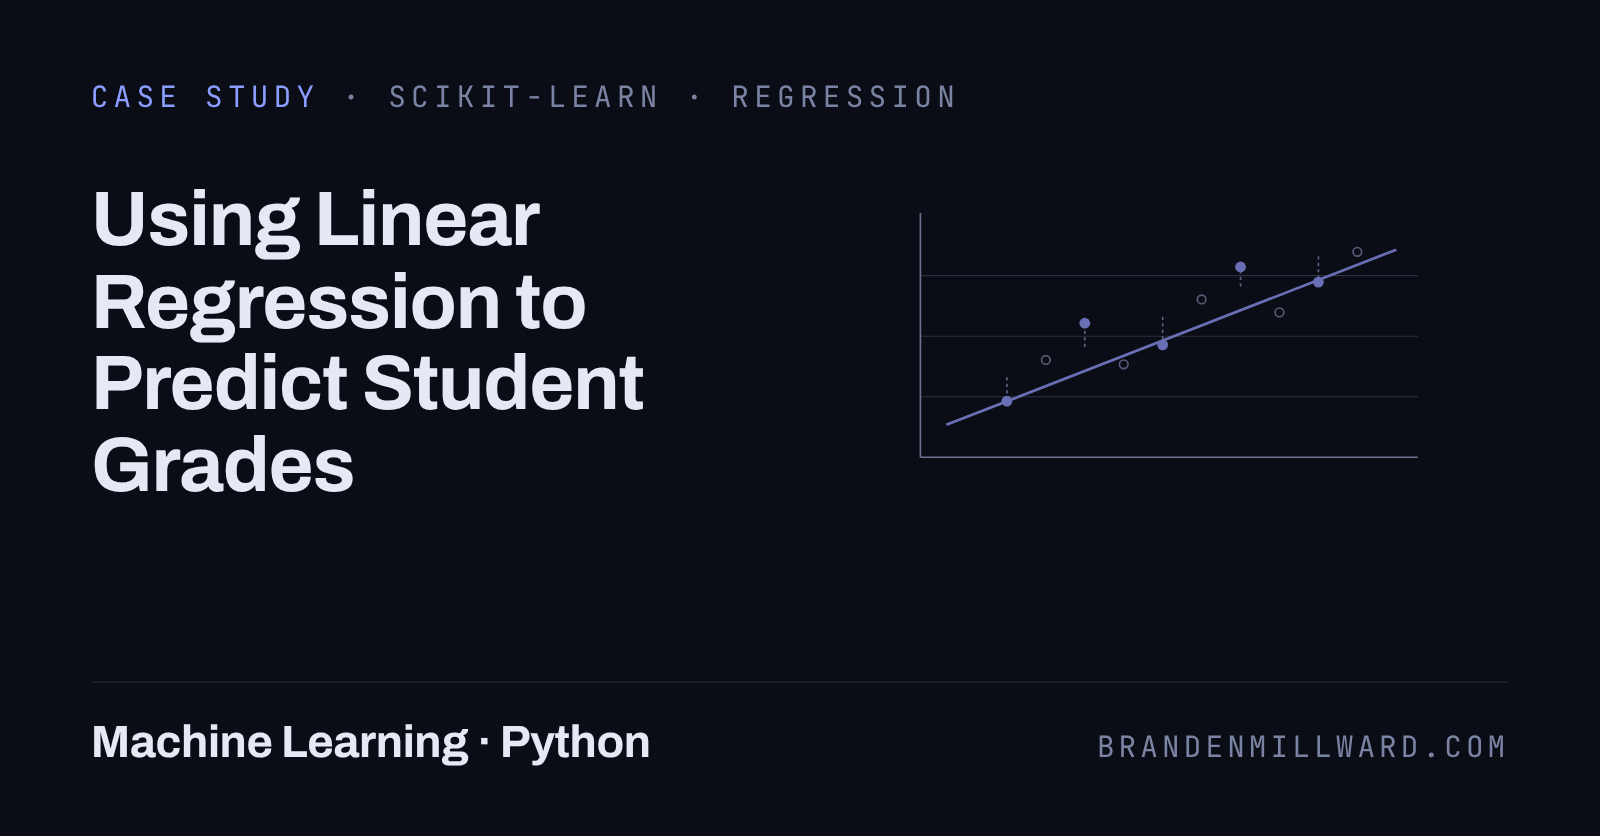 CASE STUDY · SCIKIT-LEARN · REGRESSION
Using Linear
Regression to
Predict Student
Grades
Machine Learning · Python
BRANDENMILLWARD.COM